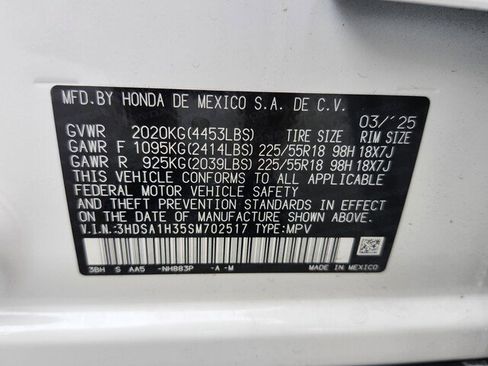 MFD.BY HONDA DE MEXICO S.A. DE C.V.
03/'25
GVWR 2020KG(4453LBS) TIRE SIZE RIM SIZE
GAWR F 1095KG(2414LBS) 225/55R18 98H 18X7J
GAWR R 925KG(2039LBS) 225/55R18 98H 18X7J
THIS VEHICLE CONFORMS TO ALL APPLICABLE
FEDERAL MOTOR VEHICLE SAFETY
AND THEFT PREVENTION STANDARDS IN EFFECT
ON THE DATE OF MANUFACTURE SHOWN ABOVE.
V.I.N.:3HDSA1H35SM702517 TYPE:MPV
3BH S AA5 -NH883P -A -M MADE IN MEXICO